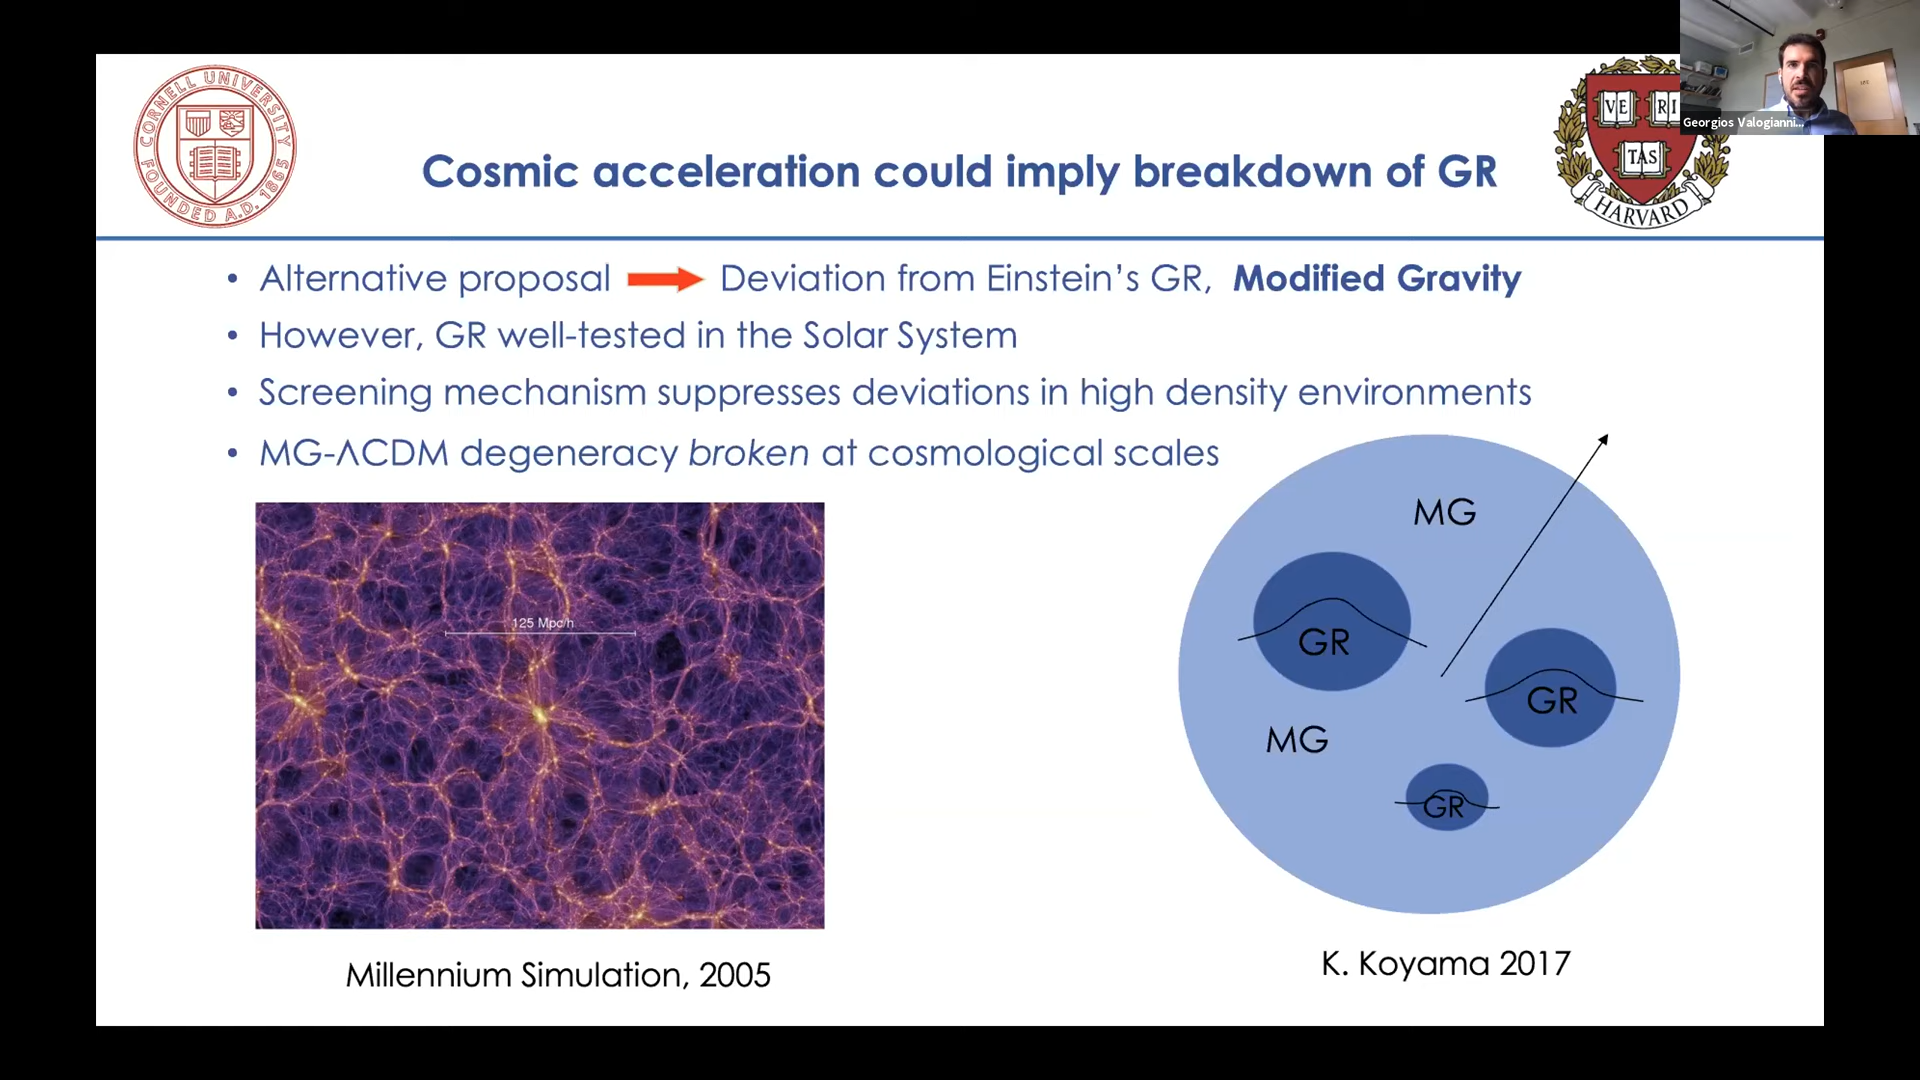 CORNELL UNIVERSITY
FOUNDED A.D. 1865
VE RI
TAS
HARVARD
Georgios Valogianni...
Cosmic acceleration could imply breakdown of GR
• Alternative proposal Deviation from Einstein’s GR, Modified Gravity
• However, GR well-tested in the Solar System
• Screening mechanism suppresses deviations in high density environments
• MG-ΛCDM degeneracy broken at cosmological scales
125 Mpc/h
MG
GR
GR
MG
GR
Millennium Simulation, 2005
K. Koyama 2017